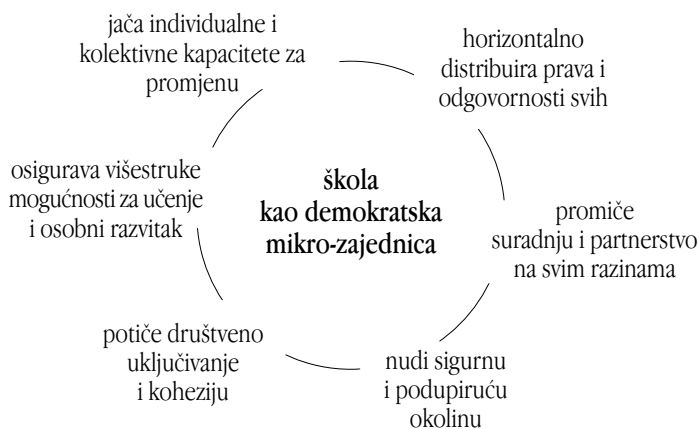 jača individualne i
kolektivne kapacitete za
promjenu
horizontalno
distribuira prava i
odgovornosti svih
osigurava višestruke
mogućnosti za učenje
i osobni razvitak
škola
kao demokratska
mikro-zajednica
promiče
suradnju i partnerstvo
na svim razinama
potiče društveno
uključivanje
i koheziju
nudi sigurnu
i podupiruću
okolinu